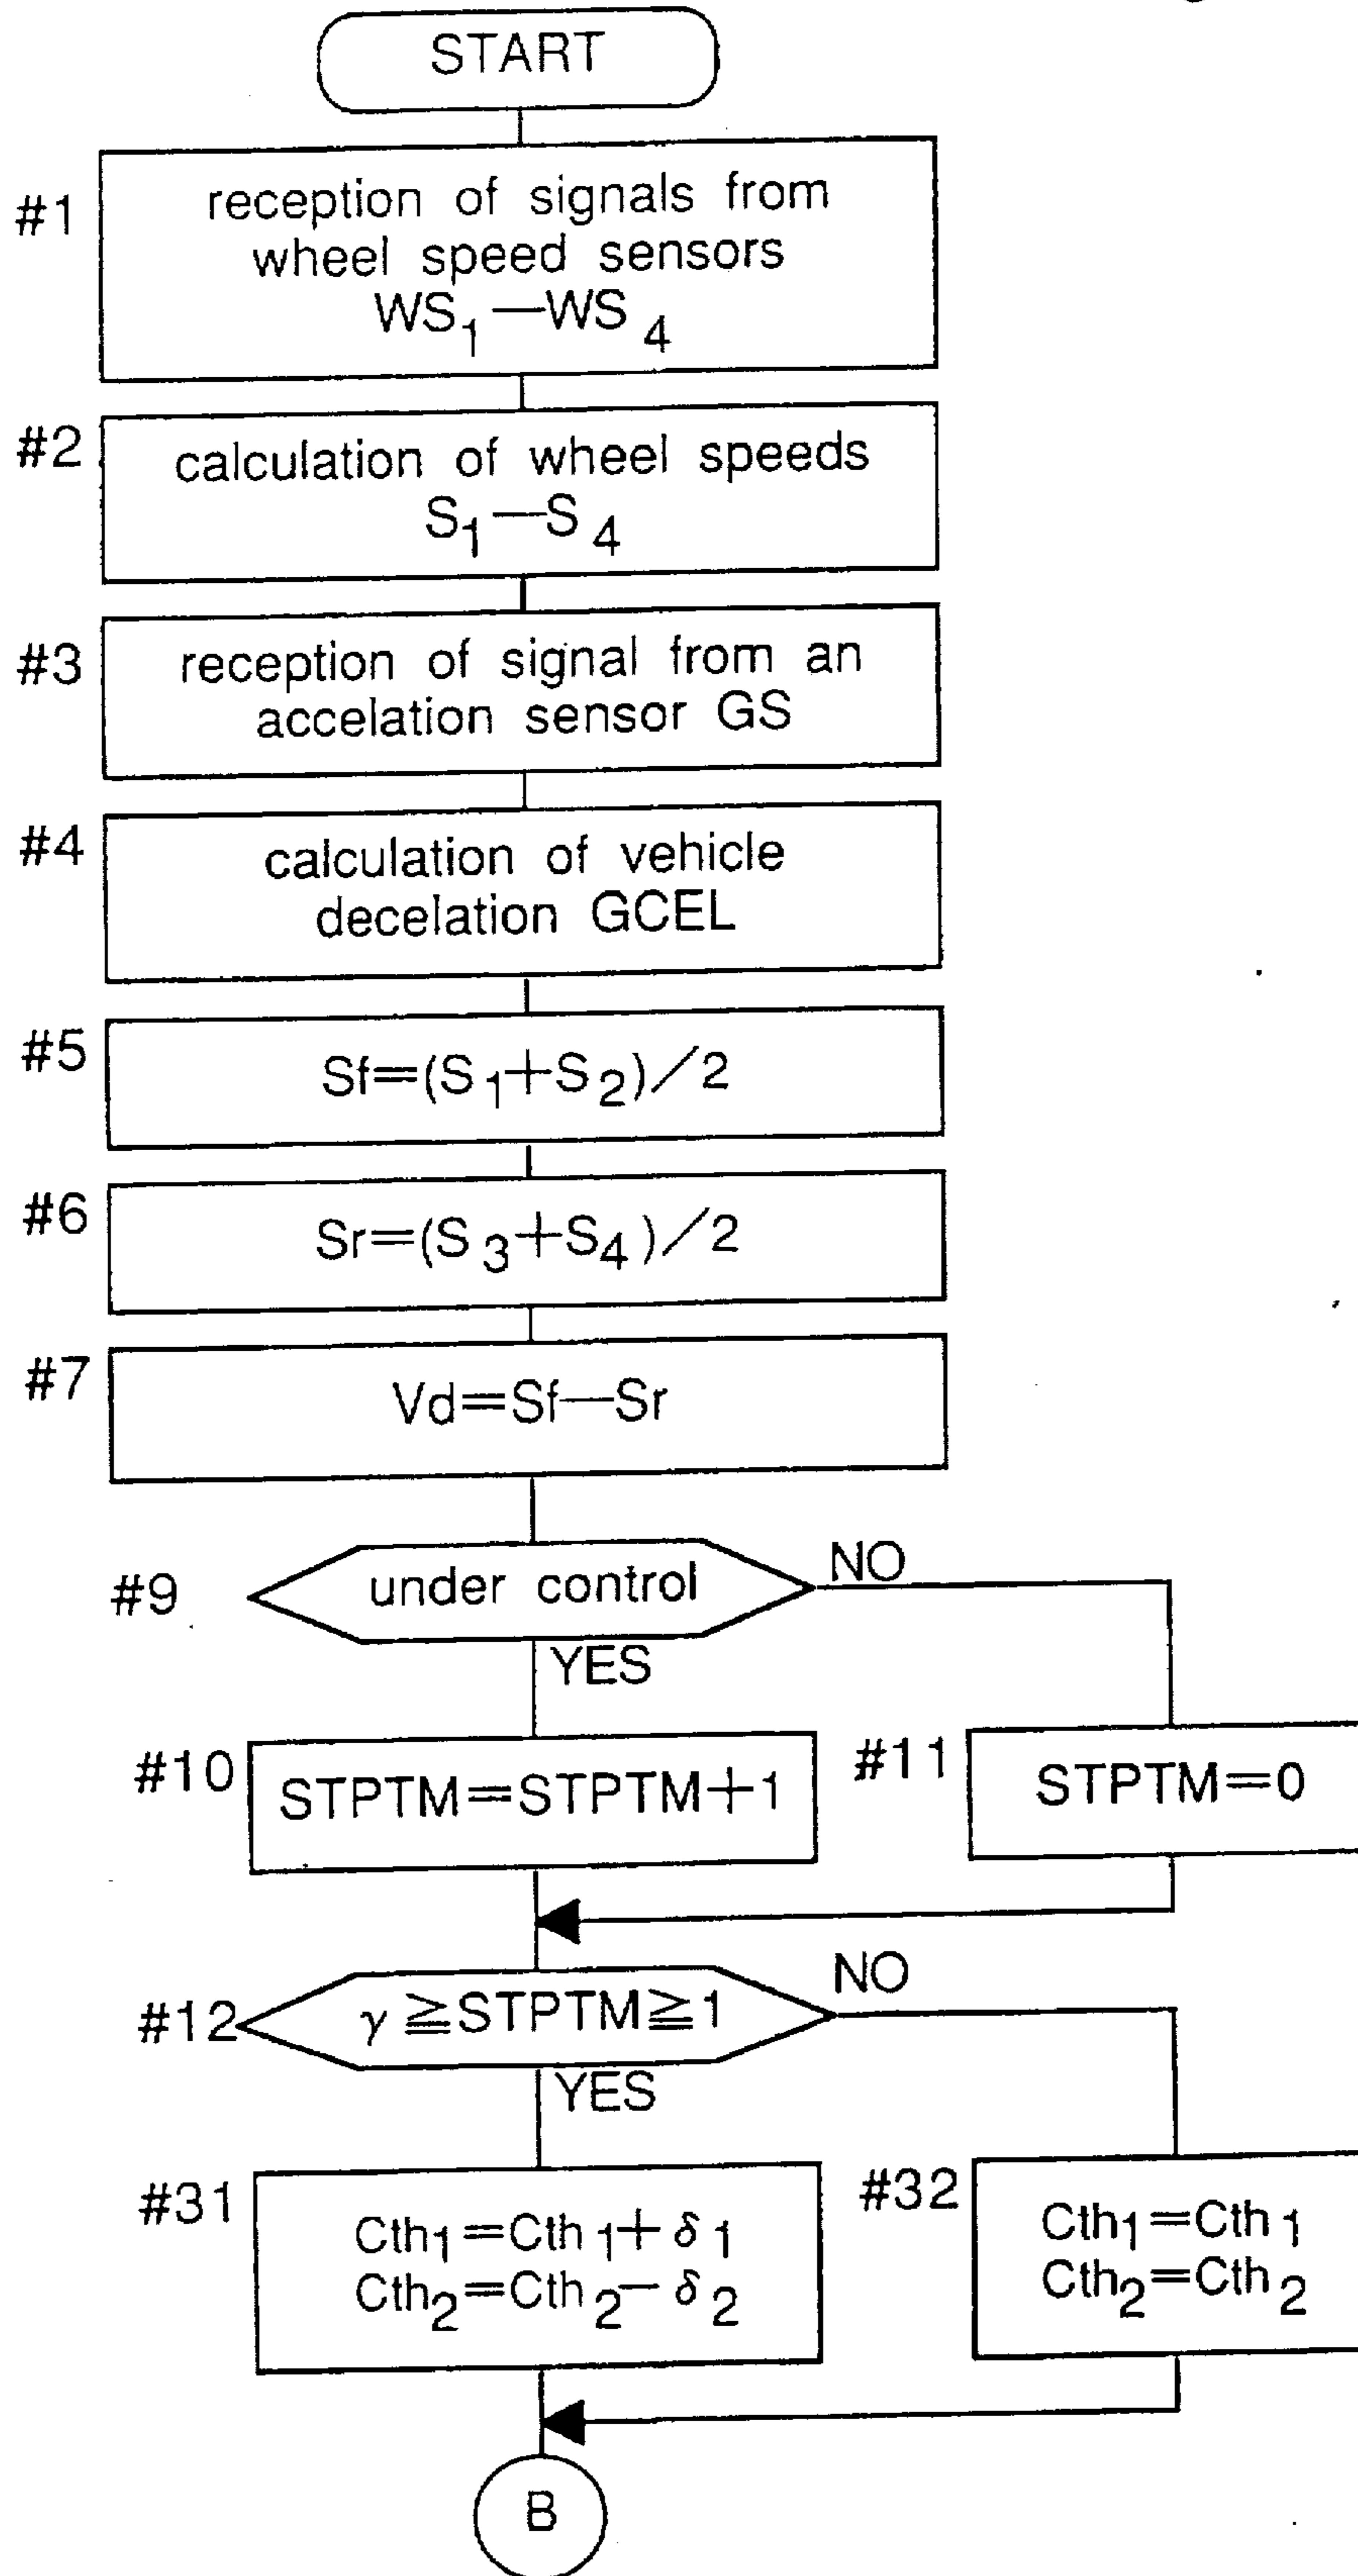 START
#1
reception of signals from
wheel speed sensors
WS₁—WS₄
#2
calculation of wheel speeds
S₁—S₄
#3
reception of signal from an
accelation sensor GS
#4
calculation of vehicle
decelation GCEL
#5
Sf=(S₁+S₂)/2
#6
Sr=(S₃+S₄)/2
#7
Vd=Sf—Sr
#9
under control
NO
YES
#10
STPTM=STPTM+1
#11
STPTM=0
#12
γ≧STPTM≧1
NO
YES
#31
Cth₁=Cth₁+δ₁
Cth₂=Cth₂−δ₂
#32
Cth₁=Cth₁
Cth₂=Cth₂
B